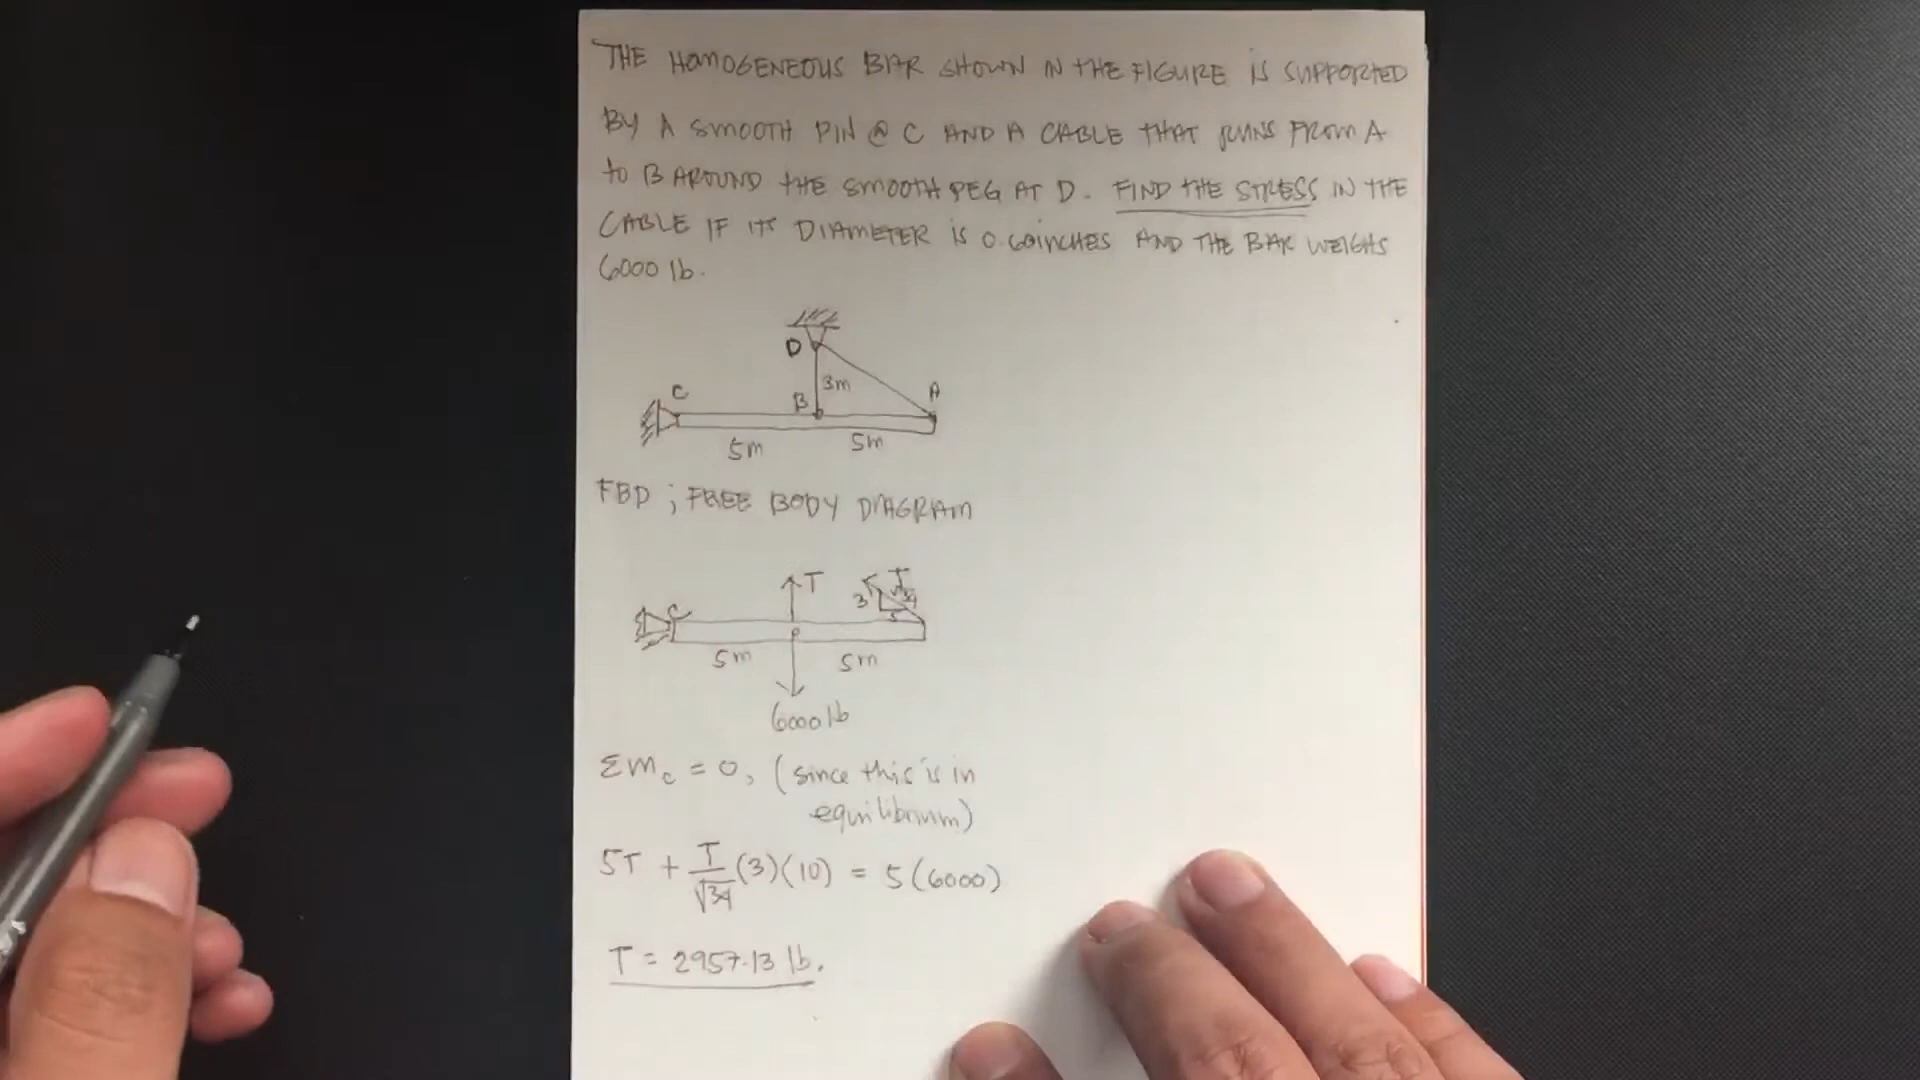 THE HOMOGENEOUS BAR SHOWN IN THE FIGURE IS SUPPORTED
BY A SMOOTH PIN @ C AND A CABLE THAT RUNS FROM A
TO B AROUND THE SMOOTH PEG AT D. FIND THE STRESS IN THE
CABLE IF ITS DIAMETER IS 0.60 INCHES AND THE BAR WEIGHS
6000 lb.
D
3m
C
B
A
5m
5m
FBD ; FREE BODY DIAGRAM
T
T
3
√34
5
C
5m
5m
6000 lb
ΣMc = 0, (since this is in
equilibrium)
5T + T/√34 (3)(10) = 5(6000)
T = 2957.13 lb.